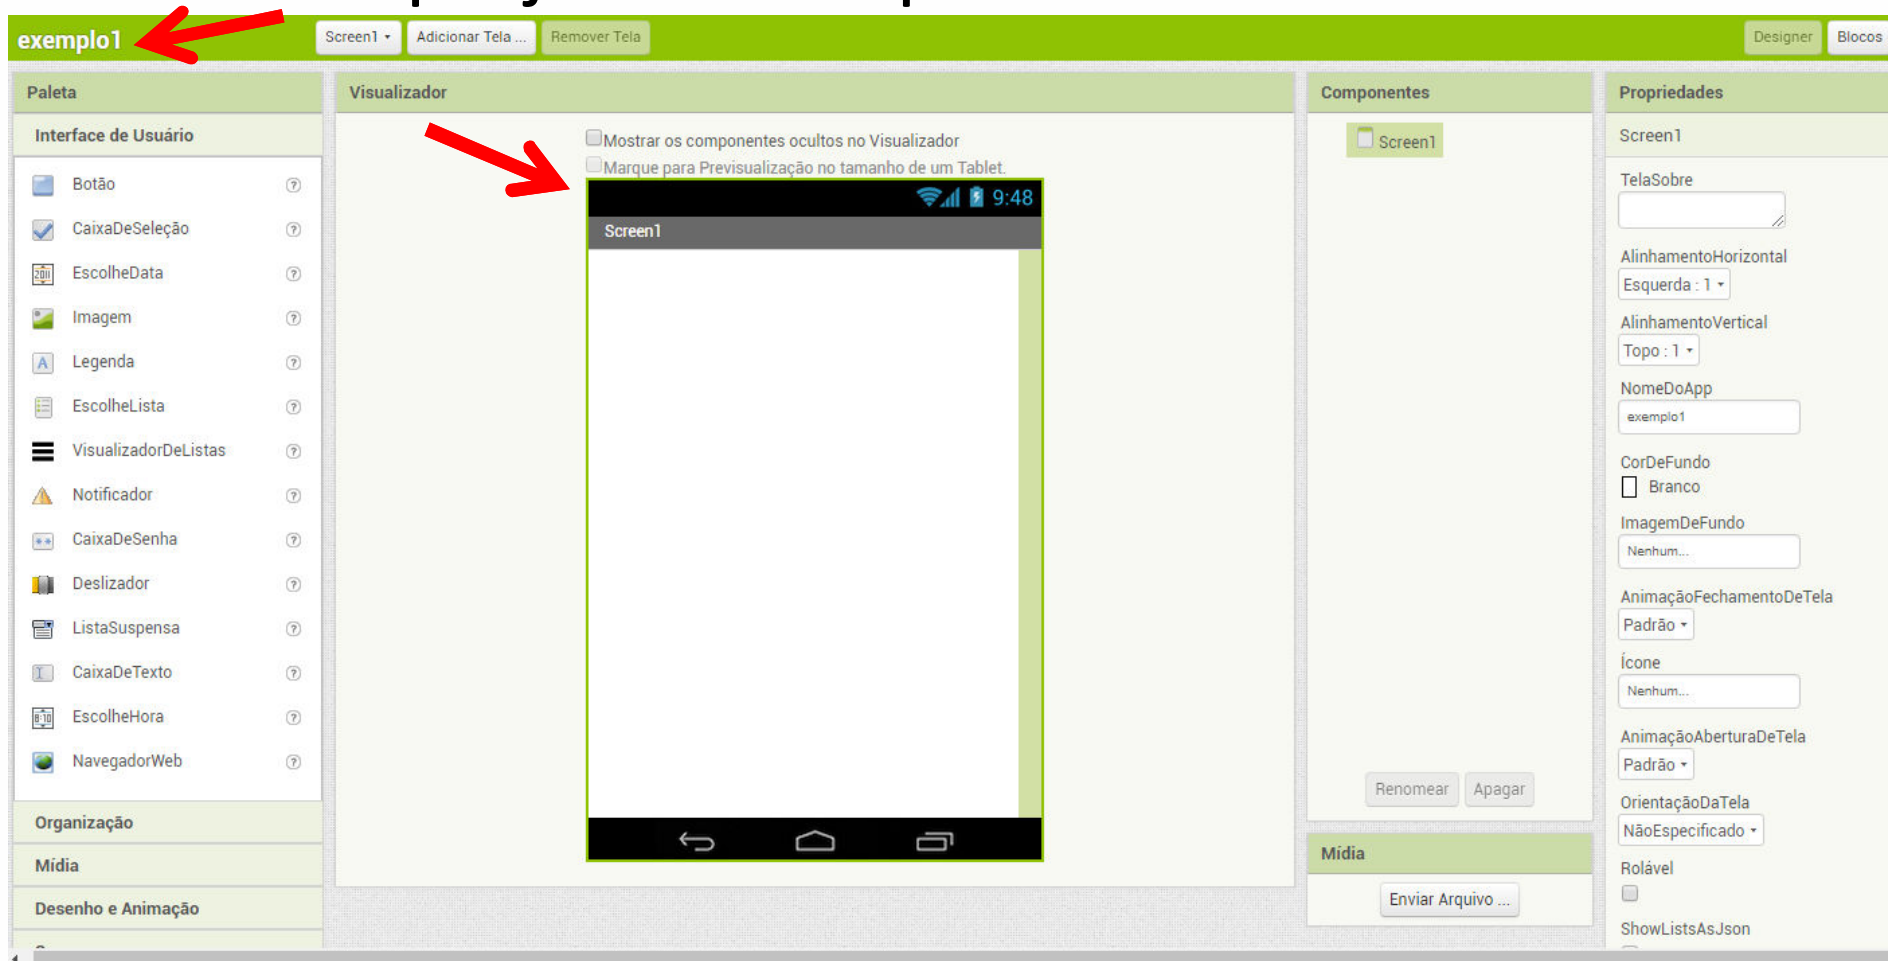 exemplo1
Screen1
Adicionar Tela ...
Remover Tela
Designer
Blocos
Paleta
Interface de Usuário
Botão
CaixaDeSeleção
EscolheData
Imagem
Legenda
EscolheLista
VisualizadorDeListas
Notificador
CaixaDeSenha
Deslizador
ListaSuspensa
CaixaDeTexto
EscolheHora
NavegadorWeb
Organização
Mídia
Desenho e Animação
Visualizador
Mostrar os componentes ocultos no Visualizador
Marque para Previsualização no tamanho de um Tablet.
9:48
Screen1
Componentes
Screen1
Renomear
Apagar
Mídia
Enviar Arquivo ...
Propriedades
Screen1
TelaSobre
AlinhamentoHorizontal
Esquerda : 1
AlinhamentoVertical
Topo : 1
NomeDoApp
exemplo1
CorDeFundo
Branco
ImagemDeFundo
Nenhum...
AnimaçãoFechamentoDeTela
Padrão
Ícone
Nenhum...
AnimaçãoAberturaDeTela
Padrão
OrientaçãoDaTela
NãoEspecificado
Rolável
ShowListsAsJson